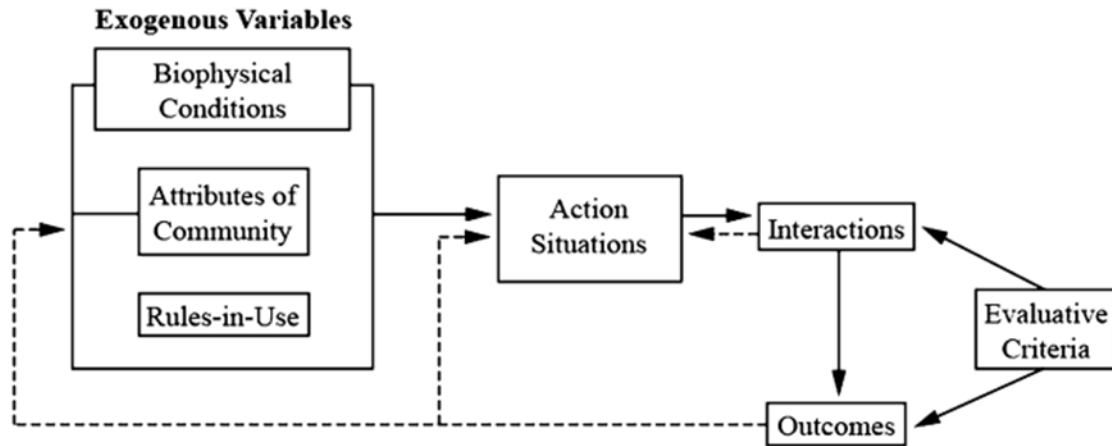 Exogenous Variables
Biophysical
Conditions
Attributes of
Community
Rules-in-Use
Action
Situations
Interactions
Evaluative
Criteria
Outcomes